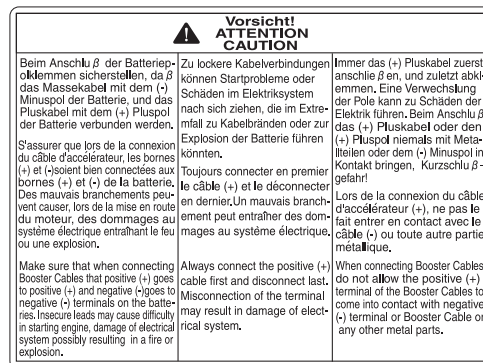 Vorsicht!
ATTENTION
CAUTION
Beim Anschlu β der Batteriep-
olklemmen sicherstellen, da β
das Massekabel mit dem (-)
Minuspol der Batterie, und das
Pluskabel mit dem (+) Pluspol
der Batterie verbunden werden.
S'assurer que lors de la connexion
du câble d'accélérateur, les bornes
(+) et (-)soient bien connectées aux
bornes (+) et (-) de la batterie.
Des mauvais branchements peu-
vent causer, lors de la mise en route
du moteur, des dommages au
système électrique entraînant le feu
ou une explosion.
Make sure that when connecting
Booster Cables that positive (+) goes
to positive (+) and negative (-)goes to
negative (-) terminals on the batte-
ries. Insecure leads may cause difficulty
in starting engine, damage of electrical
system possibly resulting in a fire or
explosion.
Zu lockere Kabelverbindungen
können Startprobleme oder
Schäden im Elektriksystem
nach sich ziehen, die im Extre-
mfall zu Kabelbränden oder zur
Explosion der Batterie führen
könnten.
Toujours connecter en premier
le câble (+) et le déconnecter
en dernier.Un mauvais branch-
ement peut entraîner des dom-
mages au système électrique.
Always connect the positive (+)
cable first and disconnect last.
Misconnection of the terminal
may result in damage of elect-
rical system.
Immer das (+) Pluskabel zuerst
anschlie β en, und zuletzt abkl-
emmen. Eine Verwechslung
der Pole kann zu Schäden der
Elektrik führen. Beim Anschlu β
das (+) Pluskabel oder den
(+) Pluspol niemals mit Meta-
llteilen oder dem (-) Minuspol in
Kontakt bringen, Kurzschlu β -
gefahr!
Lors de la connexion du câble
d'accélérateur (+), ne pas le
fait entrer en contact avec le
câble (-) ou toute autre partie
métallique.
When connecting Booster Cables
do not allow the positive (+)
terminal of the Booster Cables to
come into contact with negative
(-) terminal or Booster Cable or
any other metal parts.